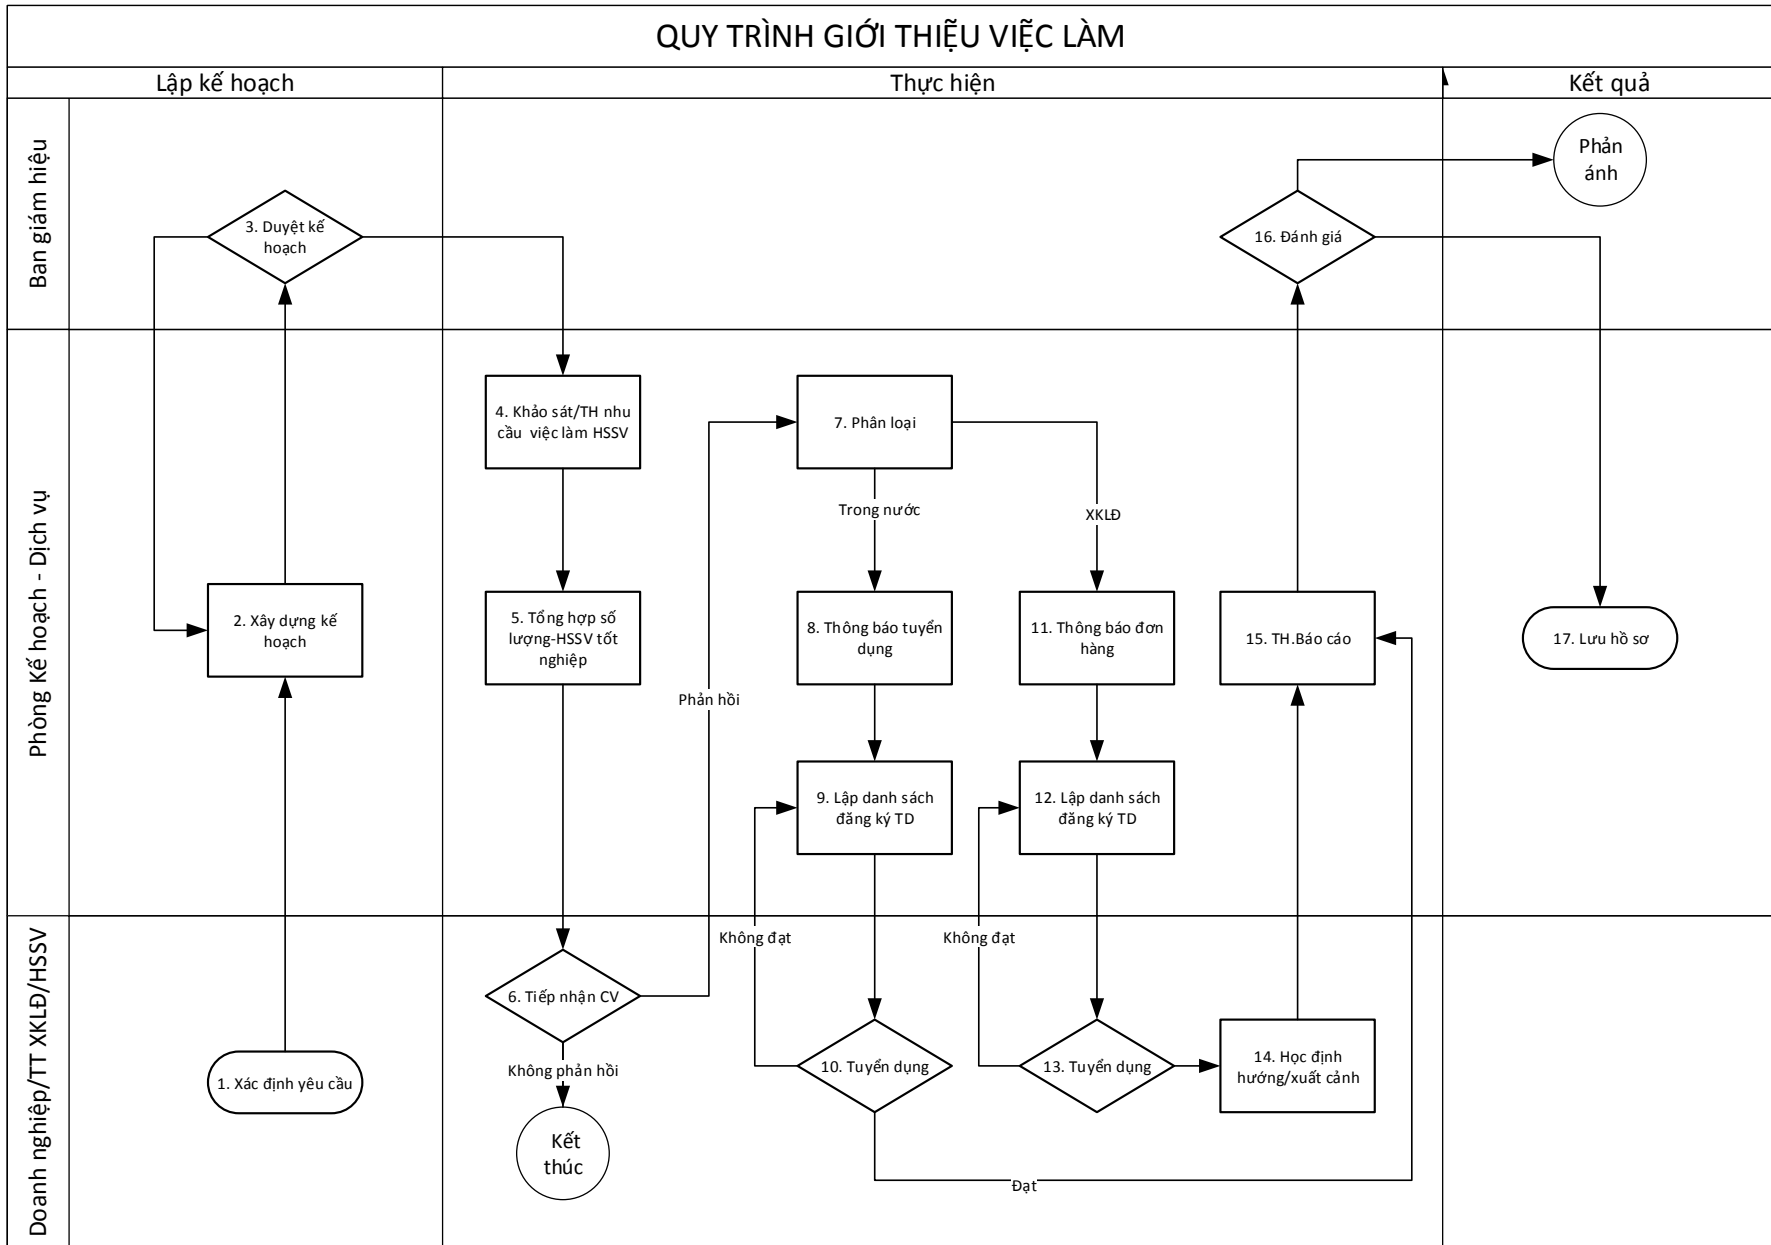 QUY TRÌNH GIỚI THIỆU VIỆC LÀM
Lập kế hoạch
Thực hiện
Kết quả
Ban giám hiệu
3. Duyệt kế
hoạch
16. Đánh giá
Phản
ánh
Phòng Kế hoạch - Dịch vụ
2. Xây dựng kế
hoạch
4. Khảo sát/TH nhu
cầu việc làm HSSV
5. Tổng hợp số
lượng-HSSV tốt
nghiệp
Phản hồi
7. Phân loại
Trong nước
XKLĐ
8. Thông báo tuyển
dụng
11. Thông báo đơn
hàng
15. TH.Báo cáo
17. Lưu hồ sơ
9. Lập danh sách
đăng ký TD
12. Lập danh sách
đăng ký TD
Doanh nghiệp/TT XKLĐ/HSSV
1. Xác định yêu cầu
6. Tiếp nhận CV
Không phản hồi
Kết
thúc
Không đạt
Không đạt
10. Tuyển dụng
13. Tuyển dụng
14. Học định
hướng/xuất cảnh
Đạt